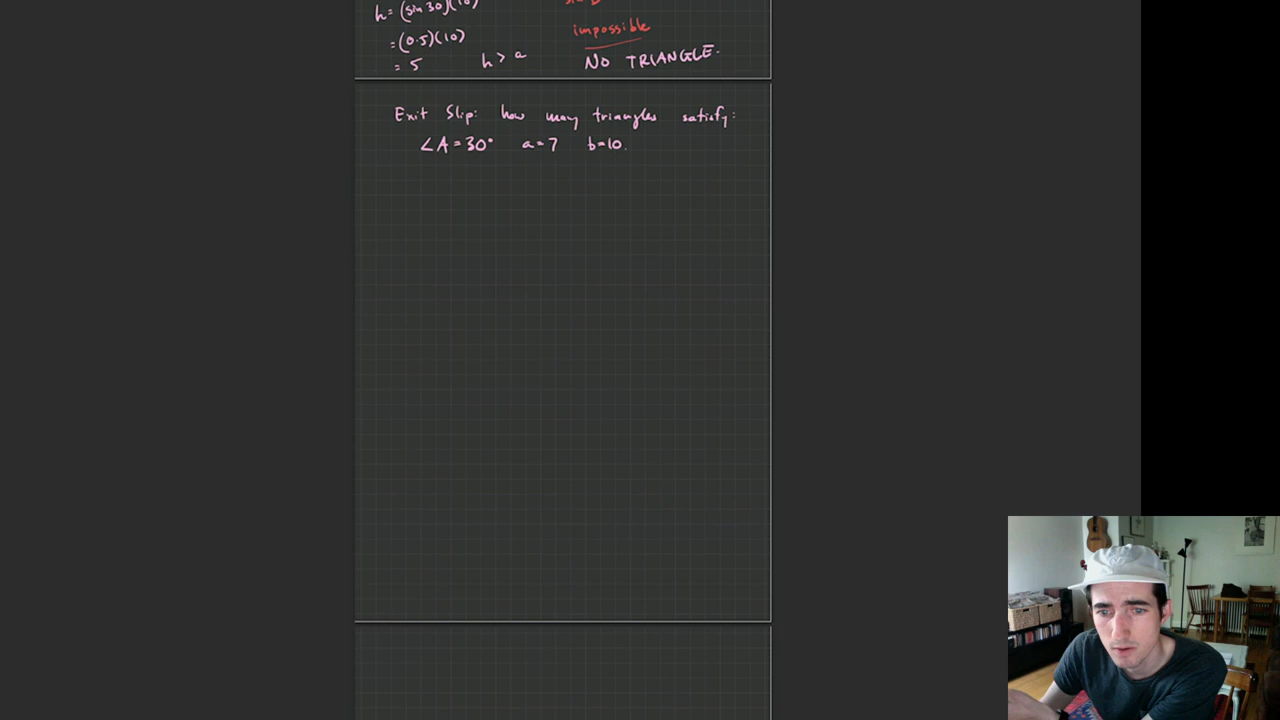 h = (sin 30)(10)
= (0.5)(10)
= 5
h > a
impossible
NO TRIANGLE.
Exit Slip: how many triangles satisfy:
∠A = 30° a = 7 b = 10.